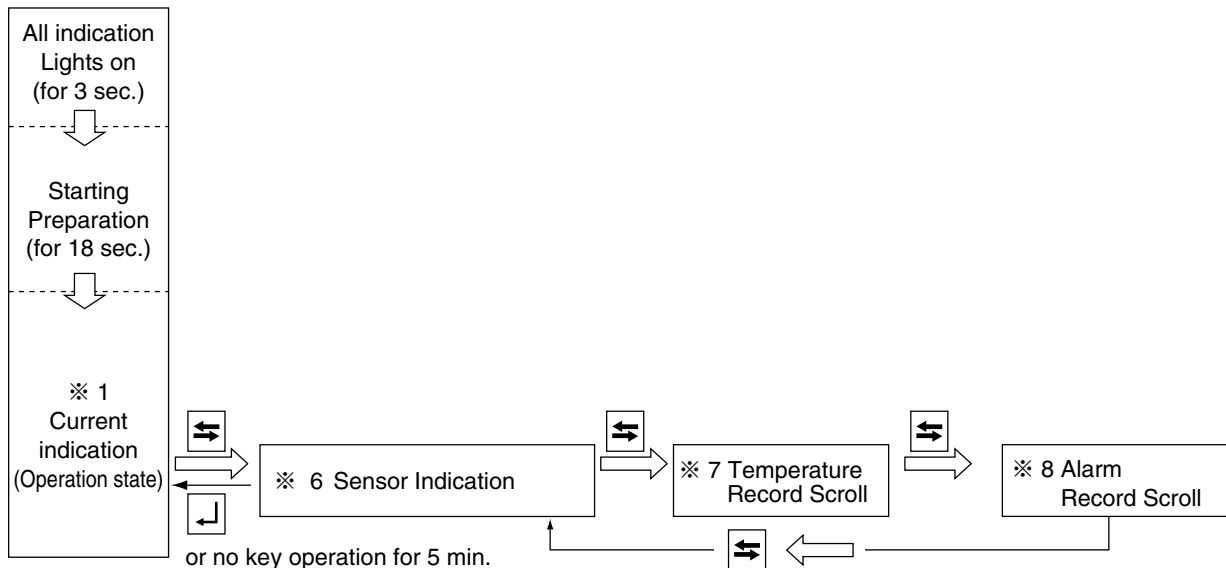 All indication
Lights on
(for 3 sec.)
Starting
Preparation
(for 18 sec.)
※ 1
Current
indication
(Operation state)
※ 6 Sensor Indication
※ 7 Temperature
Record Scroll
※ 8 Alarm
Record Scroll
or no key operation for 5 min.